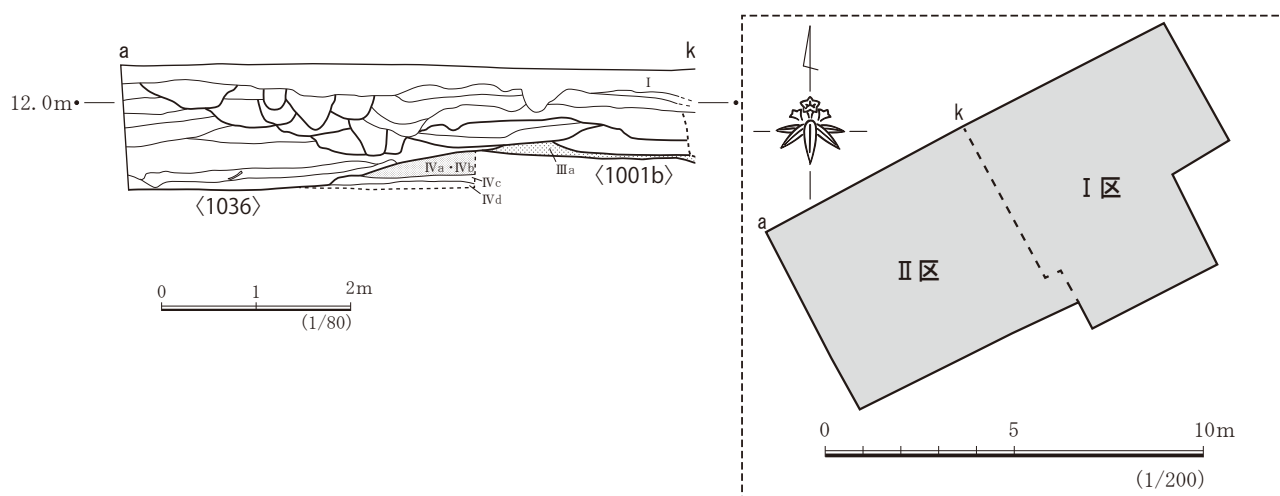 a
k
12.0m
Ⅰ
Ⅳa・Ⅳb
Ⅲa
Ⅳc
Ⅳd
〈1036〉
〈1001b〉
0 1 2m
(1/80)
k
a
Ⅰ区
Ⅱ区
0 5 10m
(1/200)